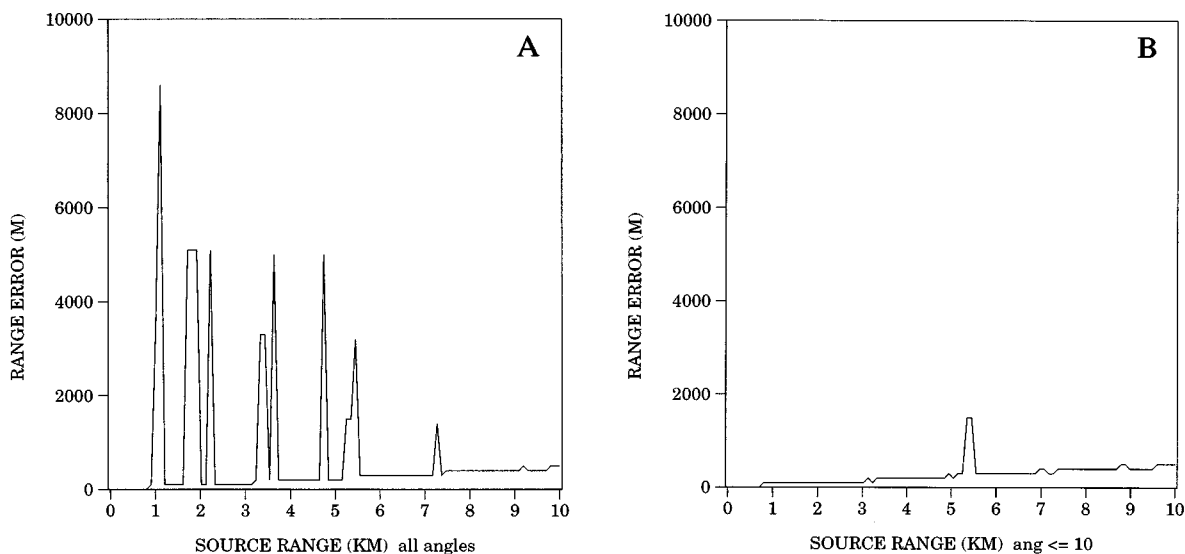 A
RANGE ERROR (M)
10000
8000
6000
4000
2000
0
0 1 2 3 4 5 6 7 8 9 10
SOURCE RANGE (KM) all angles
B
RANGE ERROR (M)
10000
8000
6000
4000
2000
0
0 1 2 3 4 5 6 7 8 9 10
SOURCE RANGE (KM) ang <= 10